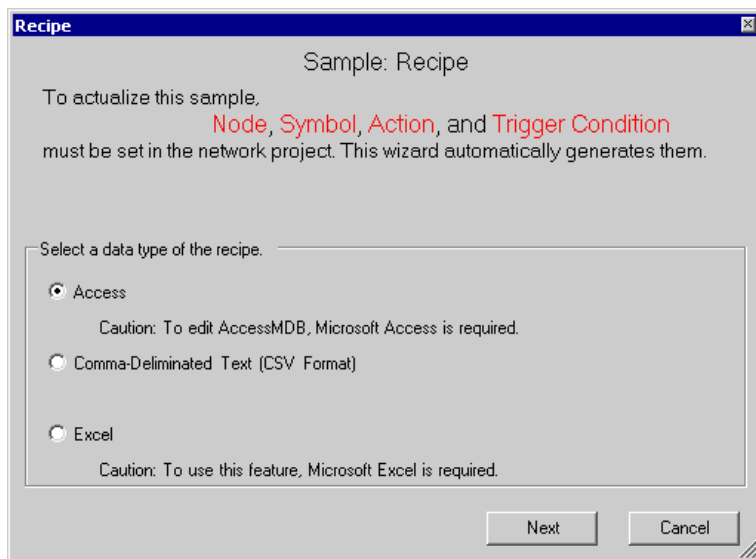 Recipe
Sample: Recipe
To actualize this sample,
Node, Symbol, Action, and Trigger Condition
must be set in the network project. This wizard automatically generates them.
Select a data type of the recipe.
Access
Caution: To edit AccessMDB, Microsoft Access is required.
Comma-Deliminated Text (CSV Format)
Excel
Caution: To use this feature, Microsoft Excel is required.
Next
Cancel